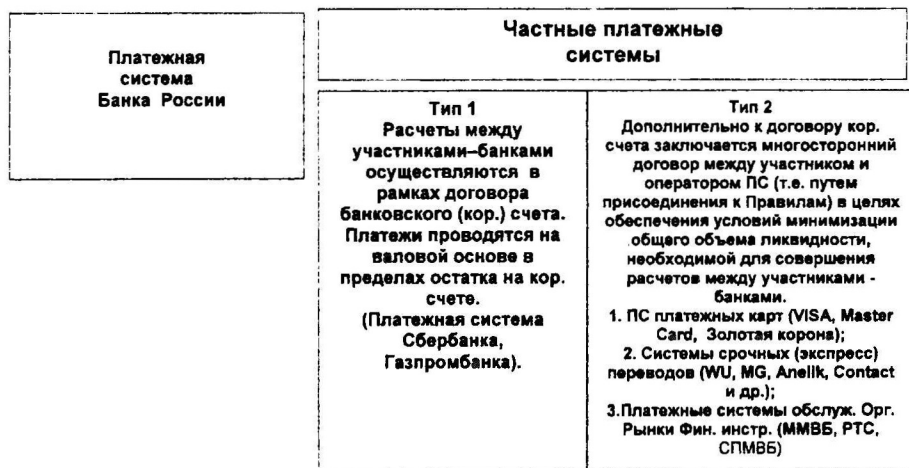 Платежная
система
Банка России
Частные платежные
системы
Тип 1
Расчеты между
участниками–банками
осуществляются в
рамках договора
банковского (кор.) счета.
Платежи проводятся на
валовой основе в
пределах остатка на кор.
счете.
(Платежная система
Сбербанка,
Газпромбанка).
Тип 2
Дополнительно к договору кор.
счета заключается многосторонний
договор между участником и
оператором ПС (т.е. путем
присоединения к Правилам) в целях
обеспечения условий минимизации
общего объема ликвидности,
необходимой для совершения
расчетов между участниками -
банками.
1. ПС платежных карт (VISA, Master
Card, Золотая корона);
2. Системы срочных (экспресс)
переводов (WU, MG, Anelik, Contact
и др.);
3.Платежные системы обслуж. Орг.
Рынки Фин. инстр. (ММВБ, РТС,
СПМВБ)